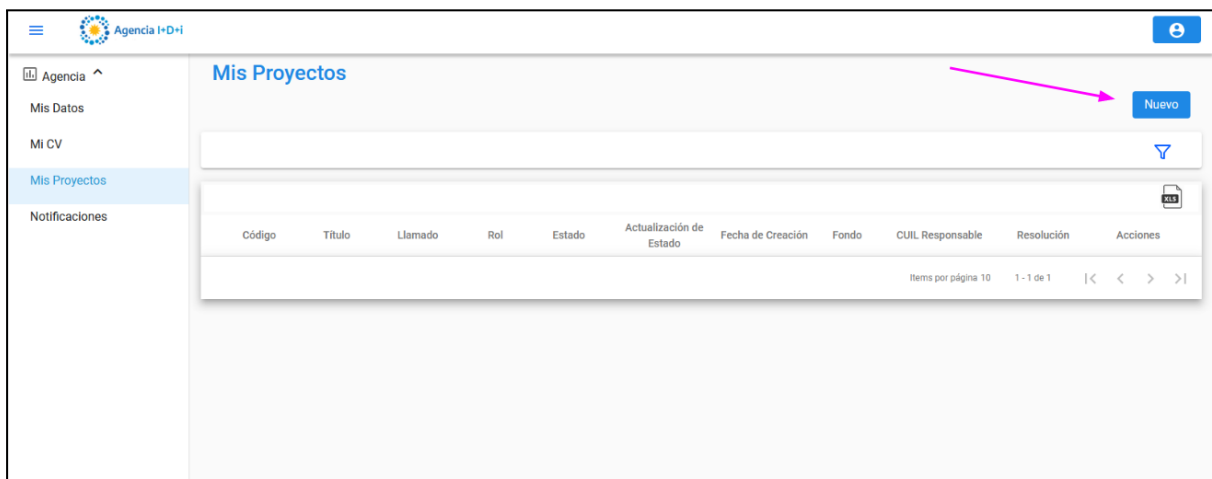 Agencia I+D+i
Agencia
Mis Datos
Mi CV
Mis Proyectos
Notificaciones
Mis Proyectos
Nuevo
XLS
Código Título Llamado Rol Estado Actualización de Estado Fecha de Creación Fondo CUIL Responsable Resolución Acciones
Items por página 10 1 - 1 de 1